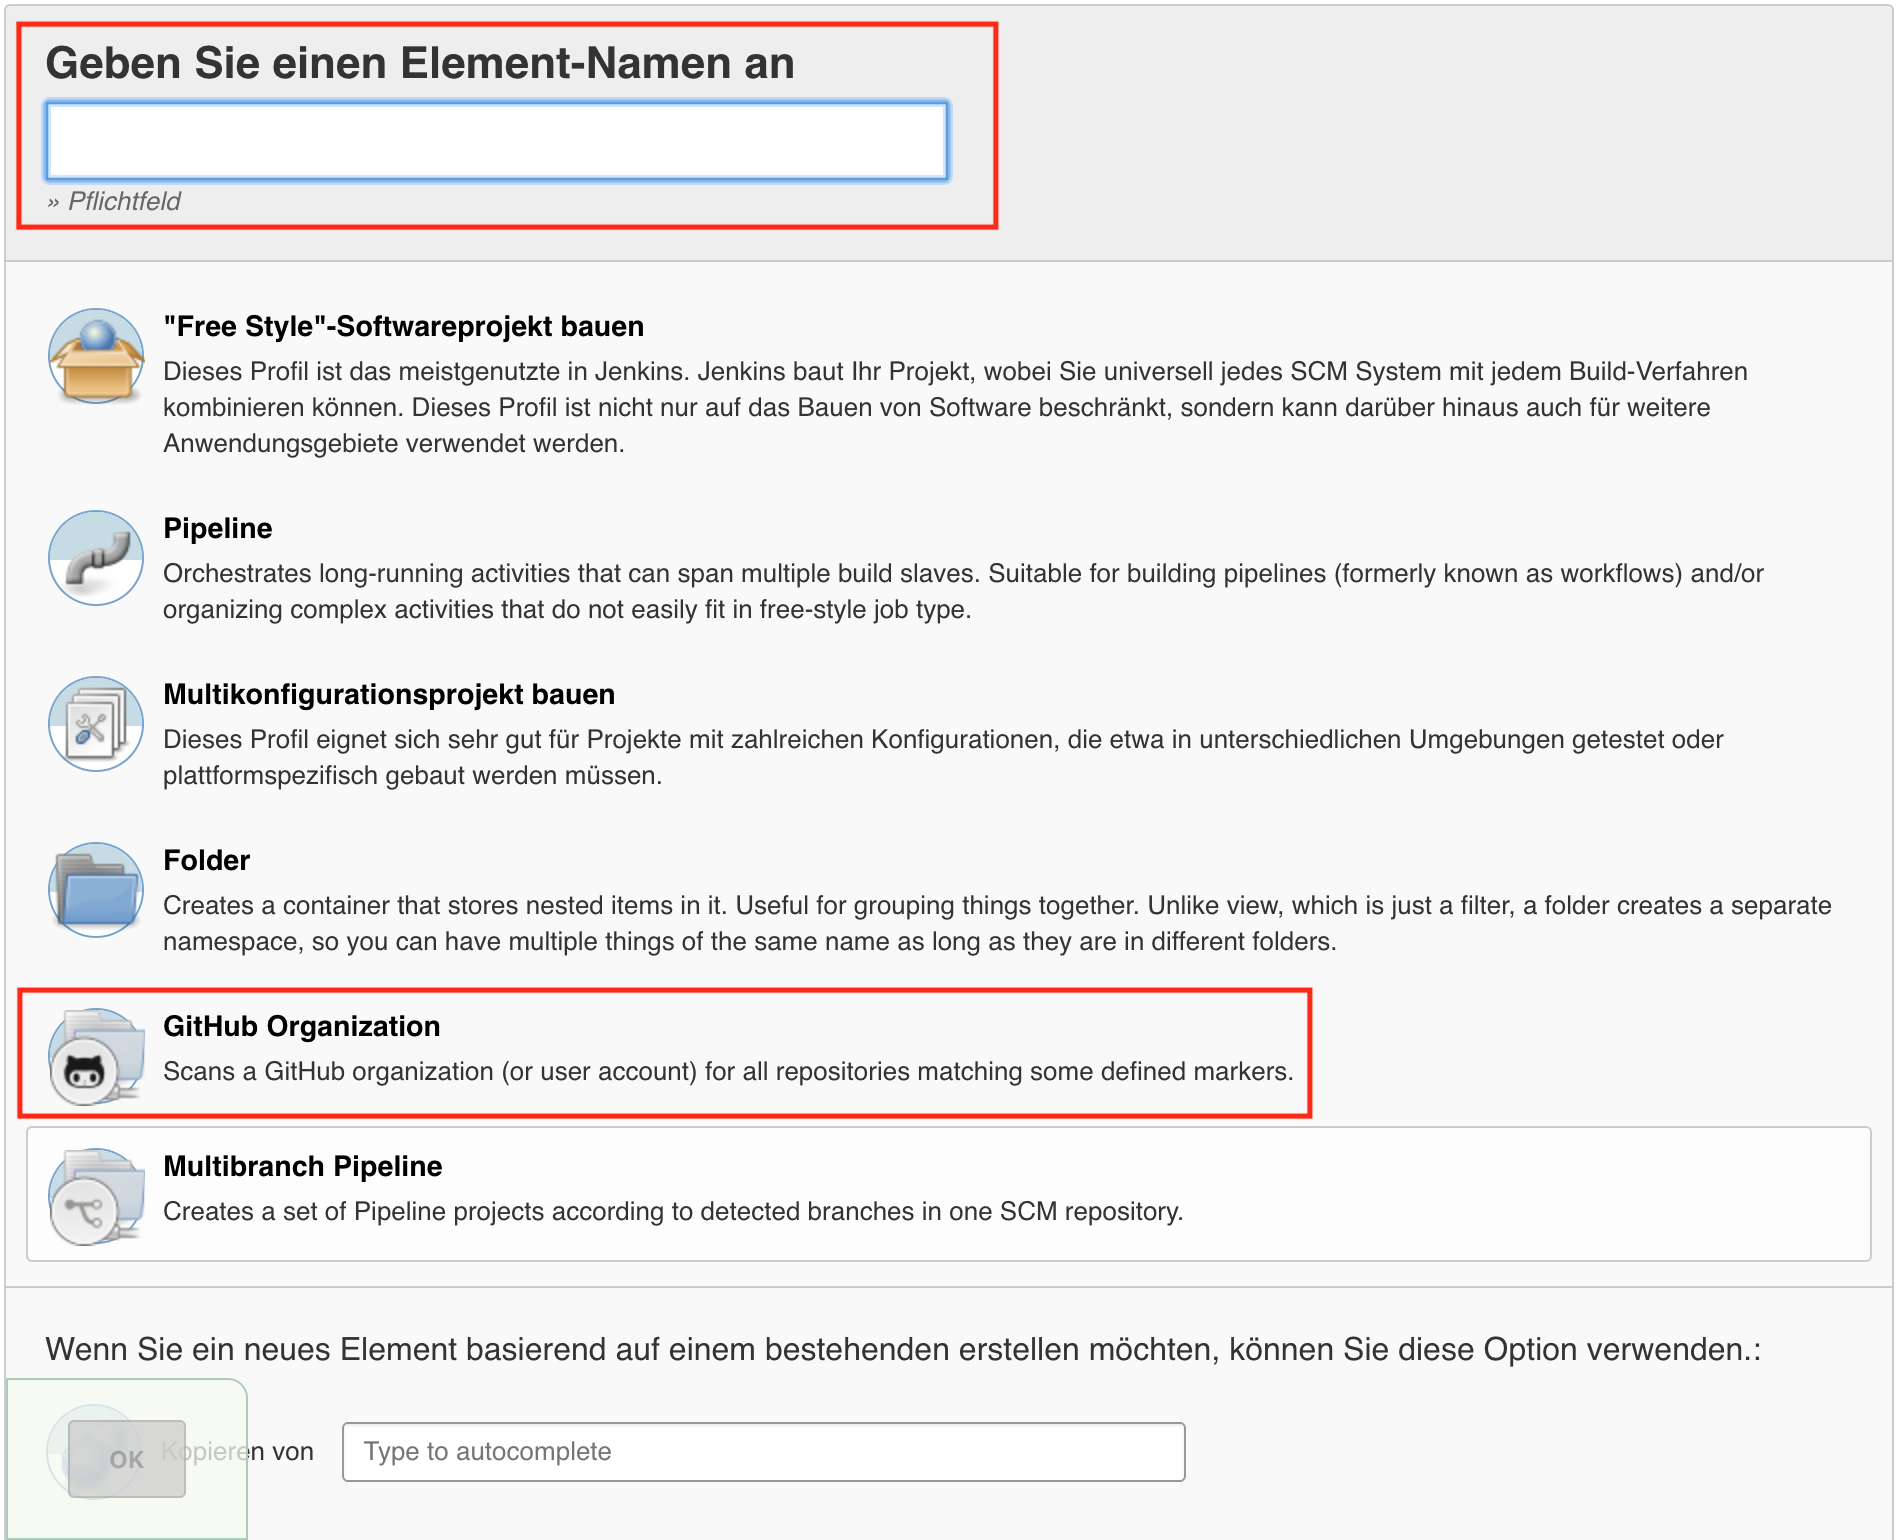 Geben Sie einen Element-Namen an
» Pflichtfeld
"Free Style"-Softwareprojekt bauen
Dieses Profil ist das meistgenutzte in Jenkins. Jenkins baut Ihr Projekt, wobei Sie universell jedes SCM System mit jedem Build-Verfahren
kombinieren können. Dieses Profil ist nicht nur auf das Bauen von Software beschränkt, sondern kann darüber hinaus auch für weitere
Anwendungsgebiete verwendet werden.
Pipeline
Orchestrates long-running activities that can span multiple build slaves. Suitable for building pipelines (formerly known as workflows) and/or
organizing complex activities that do not easily fit in free-style job type.
Multikonfigurationsprojekt bauen
Dieses Profil eignet sich sehr gut für Projekte mit zahlreichen Konfigurationen, die etwa in unterschiedlichen Umgebungen getestet oder
plattformspezifisch gebaut werden müssen.
Folder
Creates a container that stores nested items in it. Useful for grouping things together. Unlike view, which is just a filter, a folder creates a separate
namespace, so you can have multiple things of the same name as long as they are in different folders.
GitHub Organization
Scans a GitHub organization (or user account) for all repositories matching some defined markers.
Multibranch Pipeline
Creates a set of Pipeline projects according to detected branches in one SCM repository.
Wenn Sie ein neues Element basierend auf einem bestehenden erstellen möchten, können Sie diese Option verwenden.:
OK Kopieren von Type to autocomplete